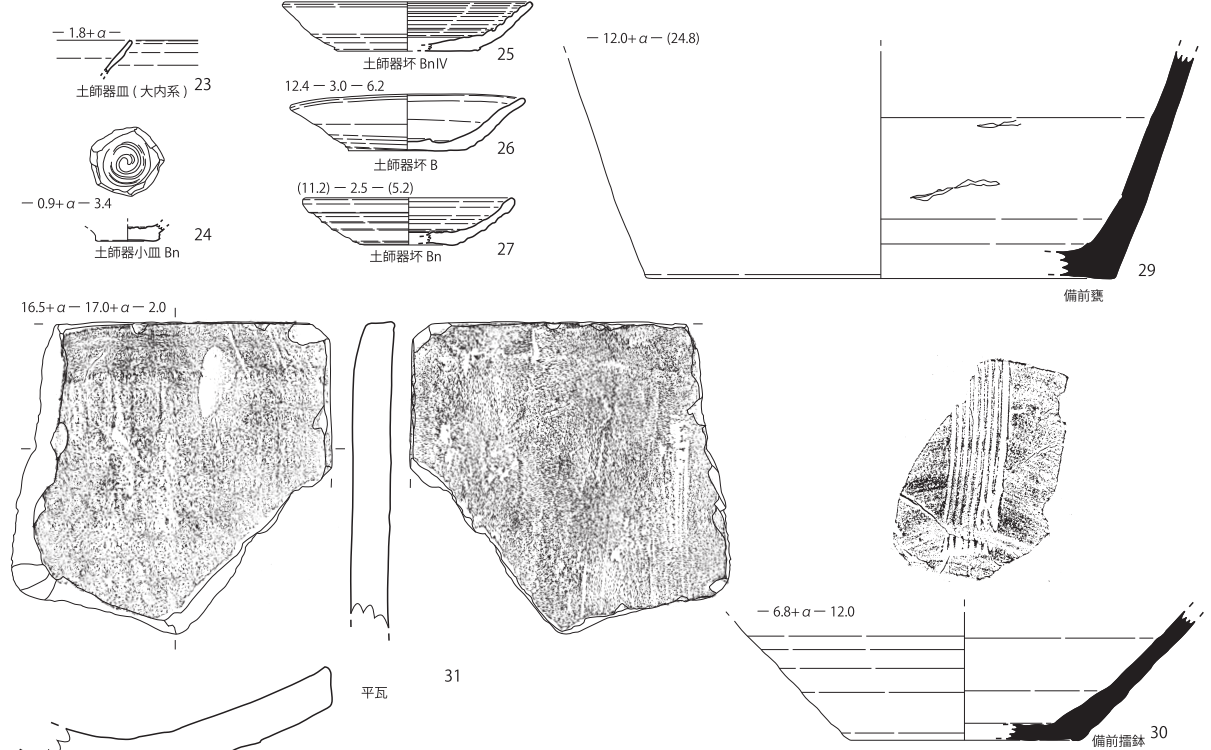 ― 1.8+α ―
土師器皿 ( 大内系 )
23
― 0.9+α ― 3.4
土師器小皿 Bn
24
土師器坏 BnⅣ
25
12.4 ― 3.0 ― 6.2
土師器坏 B
26
(11.2) ― 2.5 ― (5.2)
土師器坏 Bn
27
― 12.0+α ― (24.8)
備前甕
29
16.5+α ― 17.0+α ― 2.0
平瓦
31
― 6.8+α ― 12.0
備前擂鉢
30